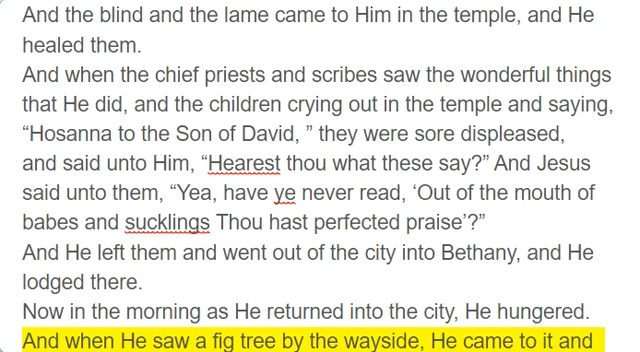 And the blind and the lame came to Him in the temple, and He
healed them.
And when the chief priests and scribes saw the wonderful things
that He did, and the children crying out in the temple and saying,
“Hosanna to the Son of David, ” they were sore displeased,
and said unto Him, “Hearest thou what these say?” And Jesus
said unto them, “Yea, have ye never read, ‘Out of the mouth of
babes and sucklings Thou hast perfected praise’?”
And He left them and went out of the city into Bethany, and He
lodged there.
Now in the morning as He returned into the city, He hungered.
And when He saw a fig tree by the wayside, He came to it and